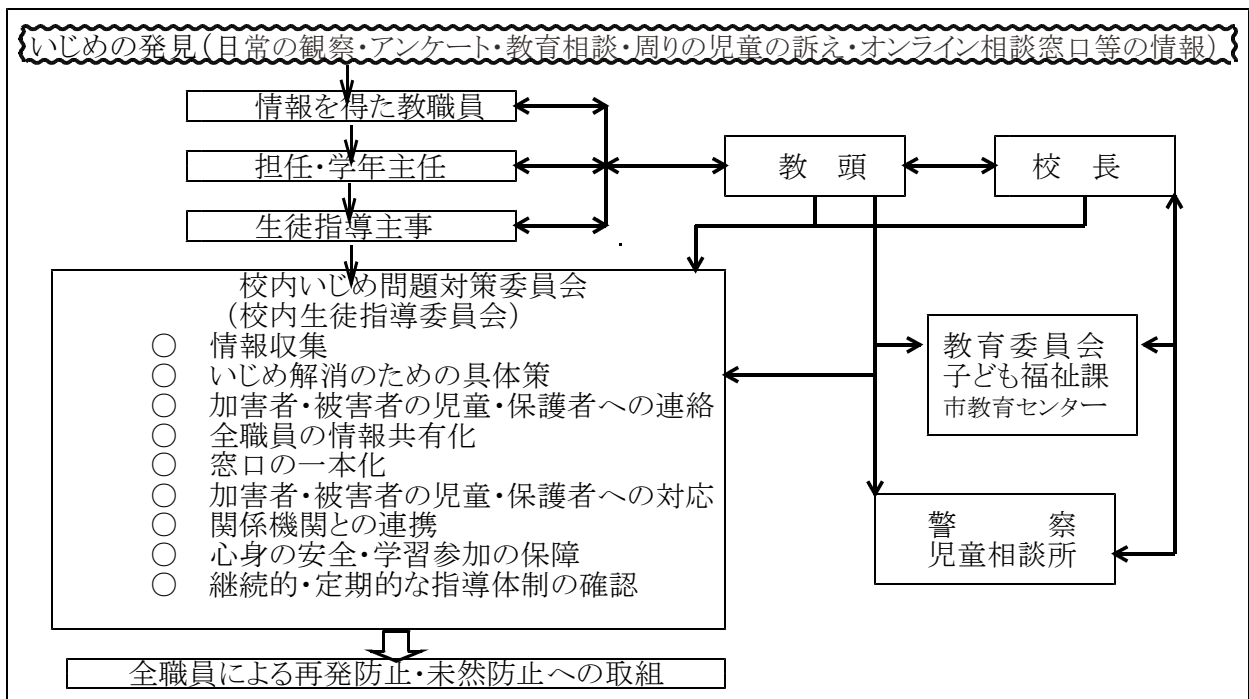 いじめの発見(日常の観察・アンケート・教育相談・周りの児童の訴え・オンライン相談窓口等の情報)
情報を得た教職員
担任・学年主任
教　頭
校　長
生徒指導主事
校内いじめ問題対策委員会
(校内生徒指導委員会)
○　情報収集
○　いじめ解消のための具体策
○　加害者・被害者の児童・保護者への連絡
○　全職員の情報共有化
○　窓口の一本化
○　加害者・被害者の児童・保護者への対応
○　関係機関との連携
○　心身の安全・学習参加の保障
○　継続的・定期的な指導体制の確認
教育委員会
子ども福祉課
市教育センター
警　　察
児童相談所
全職員による再発防止・未然防止への取組